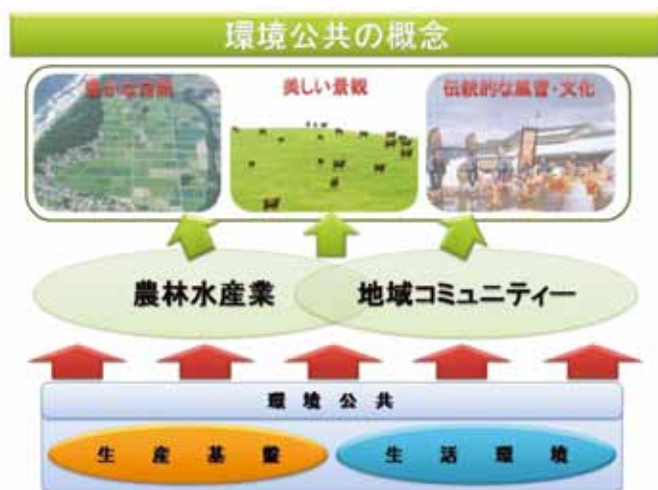 環境公共の概念
豊かな自然
美しい景観
伝統的な風習・文化
農林水産業
地域コミュニティー
環境公共
生産基盤
生活環境